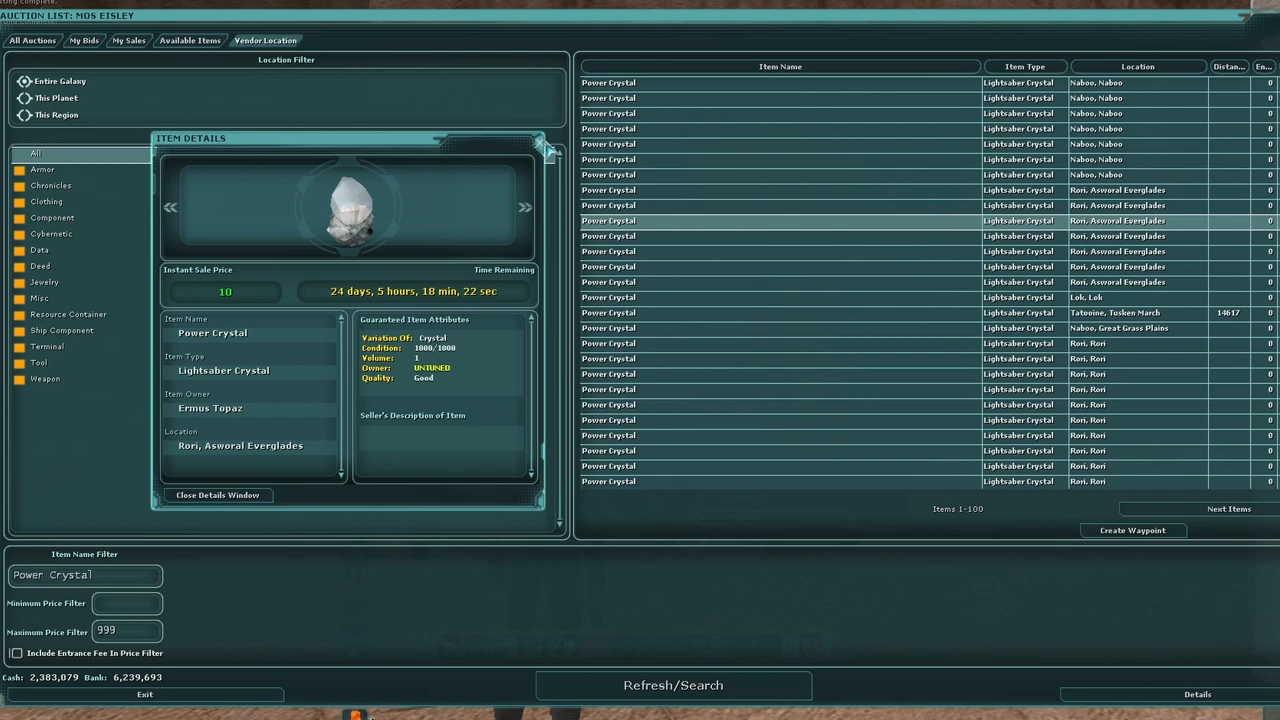 sting complete.
AUCTION LIST: MOS EISLEY
All Auctions
My Bids
My Sales
Available Items
Vendor Location
Location Filter
Entire Galaxy
This Planet
This Region
All
Armor
Chronicles
Clothing
Component
Cybernetic
Data
Deed
Jewelry
Misc
Resource Container
Ship Component
Terminal
Tool
Weapon
ITEM DETAILS
Instant Sale Price
Time Remaining
10
24 days, 5 hours, 18 min, 22 sec
Item Name
Power Crystal
Item Type
Lightsaber Crystal
Item Owner
Ermus Topaz
Location
Rori, Asworal Everglades
Guaranteed Item Attributes
Variation Of: Crystal
Condition: 1000/1000
Volume: 1
Owner: UNTUNED
Quality: Good
Seller's Description of Item
Close Details Window
Item Name Item Type Location Distan... En...
Power Crystal Lightsaber Crystal Naboo, Naboo 0
Power Crystal Lightsaber Crystal Naboo, Naboo 0
Power Crystal Lightsaber Crystal Naboo, Naboo 0
Power Crystal Lightsaber Crystal Naboo, Naboo 0
Power Crystal Lightsaber Crystal Naboo, Naboo 0
Power Crystal Lightsaber Crystal Naboo, Naboo 0
Power Crystal Lightsaber Crystal Naboo, Naboo 0
Power Crystal Lightsaber Crystal Rori, Asworal Everglades 0
Power Crystal Lightsaber Crystal Rori, Asworal Everglades 0
Power Crystal Lightsaber Crystal Rori, Asworal Everglades 0
Power Crystal Lightsaber Crystal Rori, Asworal Everglades 0
Power Crystal Lightsaber Crystal Rori, Asworal Everglades 0
Power Crystal Lightsaber Crystal Rori, Asworal Everglades 0
Power Crystal Lightsaber Crystal Rori, Asworal Everglades 0
Power Crystal Lightsaber Crystal Lok, Lok 0
Power Crystal Lightsaber Crystal Tatooine, Tusken March 14617 0
Power Crystal Lightsaber Crystal Naboo, Great Grass Plains 0
Power Crystal Lightsaber Crystal Rori, Rori 0
Power Crystal Lightsaber Crystal Rori, Rori 0
Power Crystal Lightsaber Crystal Rori, Rori 0
Power Crystal Lightsaber Crystal Rori, Rori 0
Power Crystal Lightsaber Crystal Rori, Rori 0
Power Crystal Lightsaber Crystal Rori, Rori 0
Power Crystal Lightsaber Crystal Rori, Rori 0
Power Crystal Lightsaber Crystal Rori, Rori 0
Power Crystal Lightsaber Crystal Rori, Rori 0
Power Crystal Lightsaber Crystal Rori, Rori 0
Items 1-100
Next Items
Create Waypoint
Item Name Filter
Power Crystal
Minimum Price Filter
Maximum Price Filter 999
Include Entrance Fee In Price Filter
Cash: 2,383,079 Bank: 6,239,693
Exit
Refresh/Search
Details